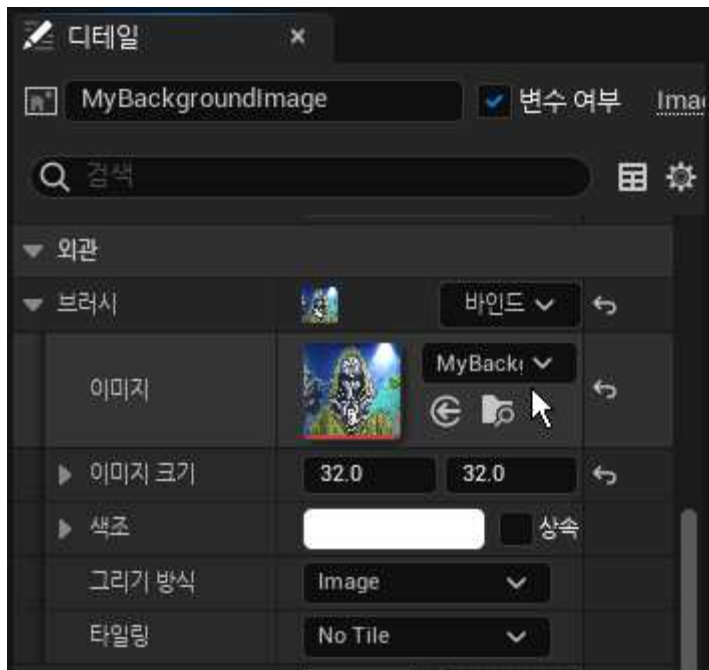 디테일
MyBackgroundImage 변수 여부 Ima
검색
외관
브러시 바인드
이미지 MyBack
이미지 크기 32.0 32.0
색조 상속
그리기 방식 Image
타일링 No Tile